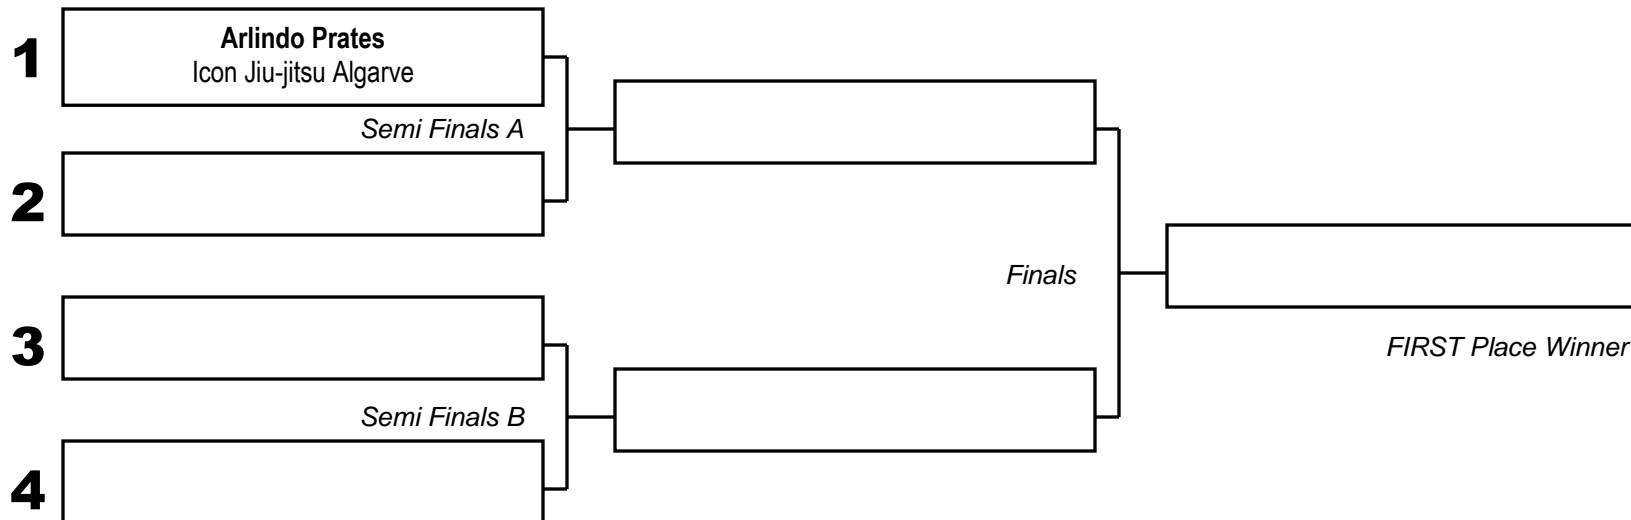 1
Arlindo Prates
Icon Jiu-jitsu Algarve
Semi Finals A
2
Finals
3
FIRST Place Winner
Semi Finals B
4